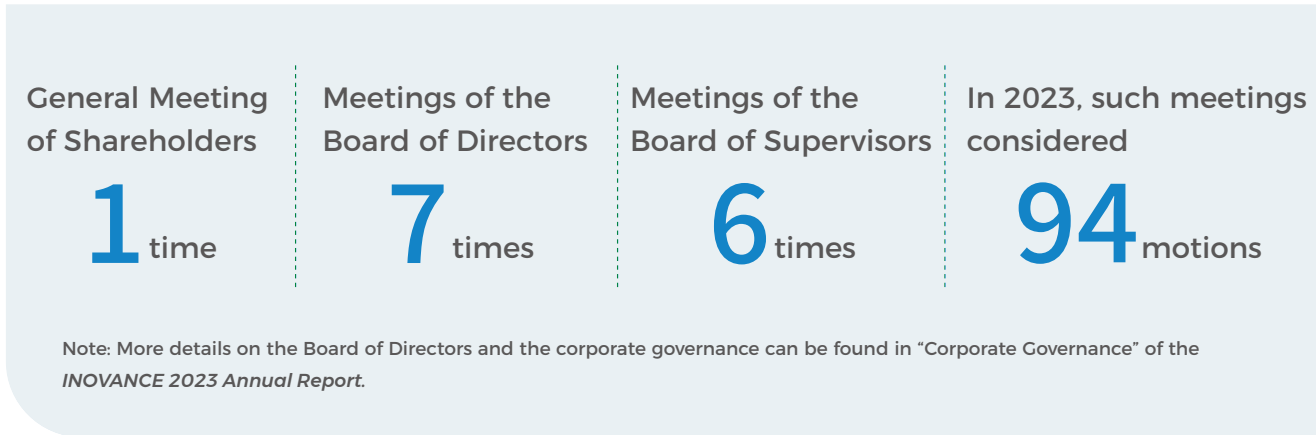 General Meeting
of Shareholders
1 time
Meetings of the
Board of Directors
7 times
Meetings of the
Board of Supervisors
6 times
In 2023, such meetings
considered
94 motions
Note: More details on the Board of Directors and the corporate governance can be found in “Corporate Governance” of the
INOVANCE 2023 Annual Report.